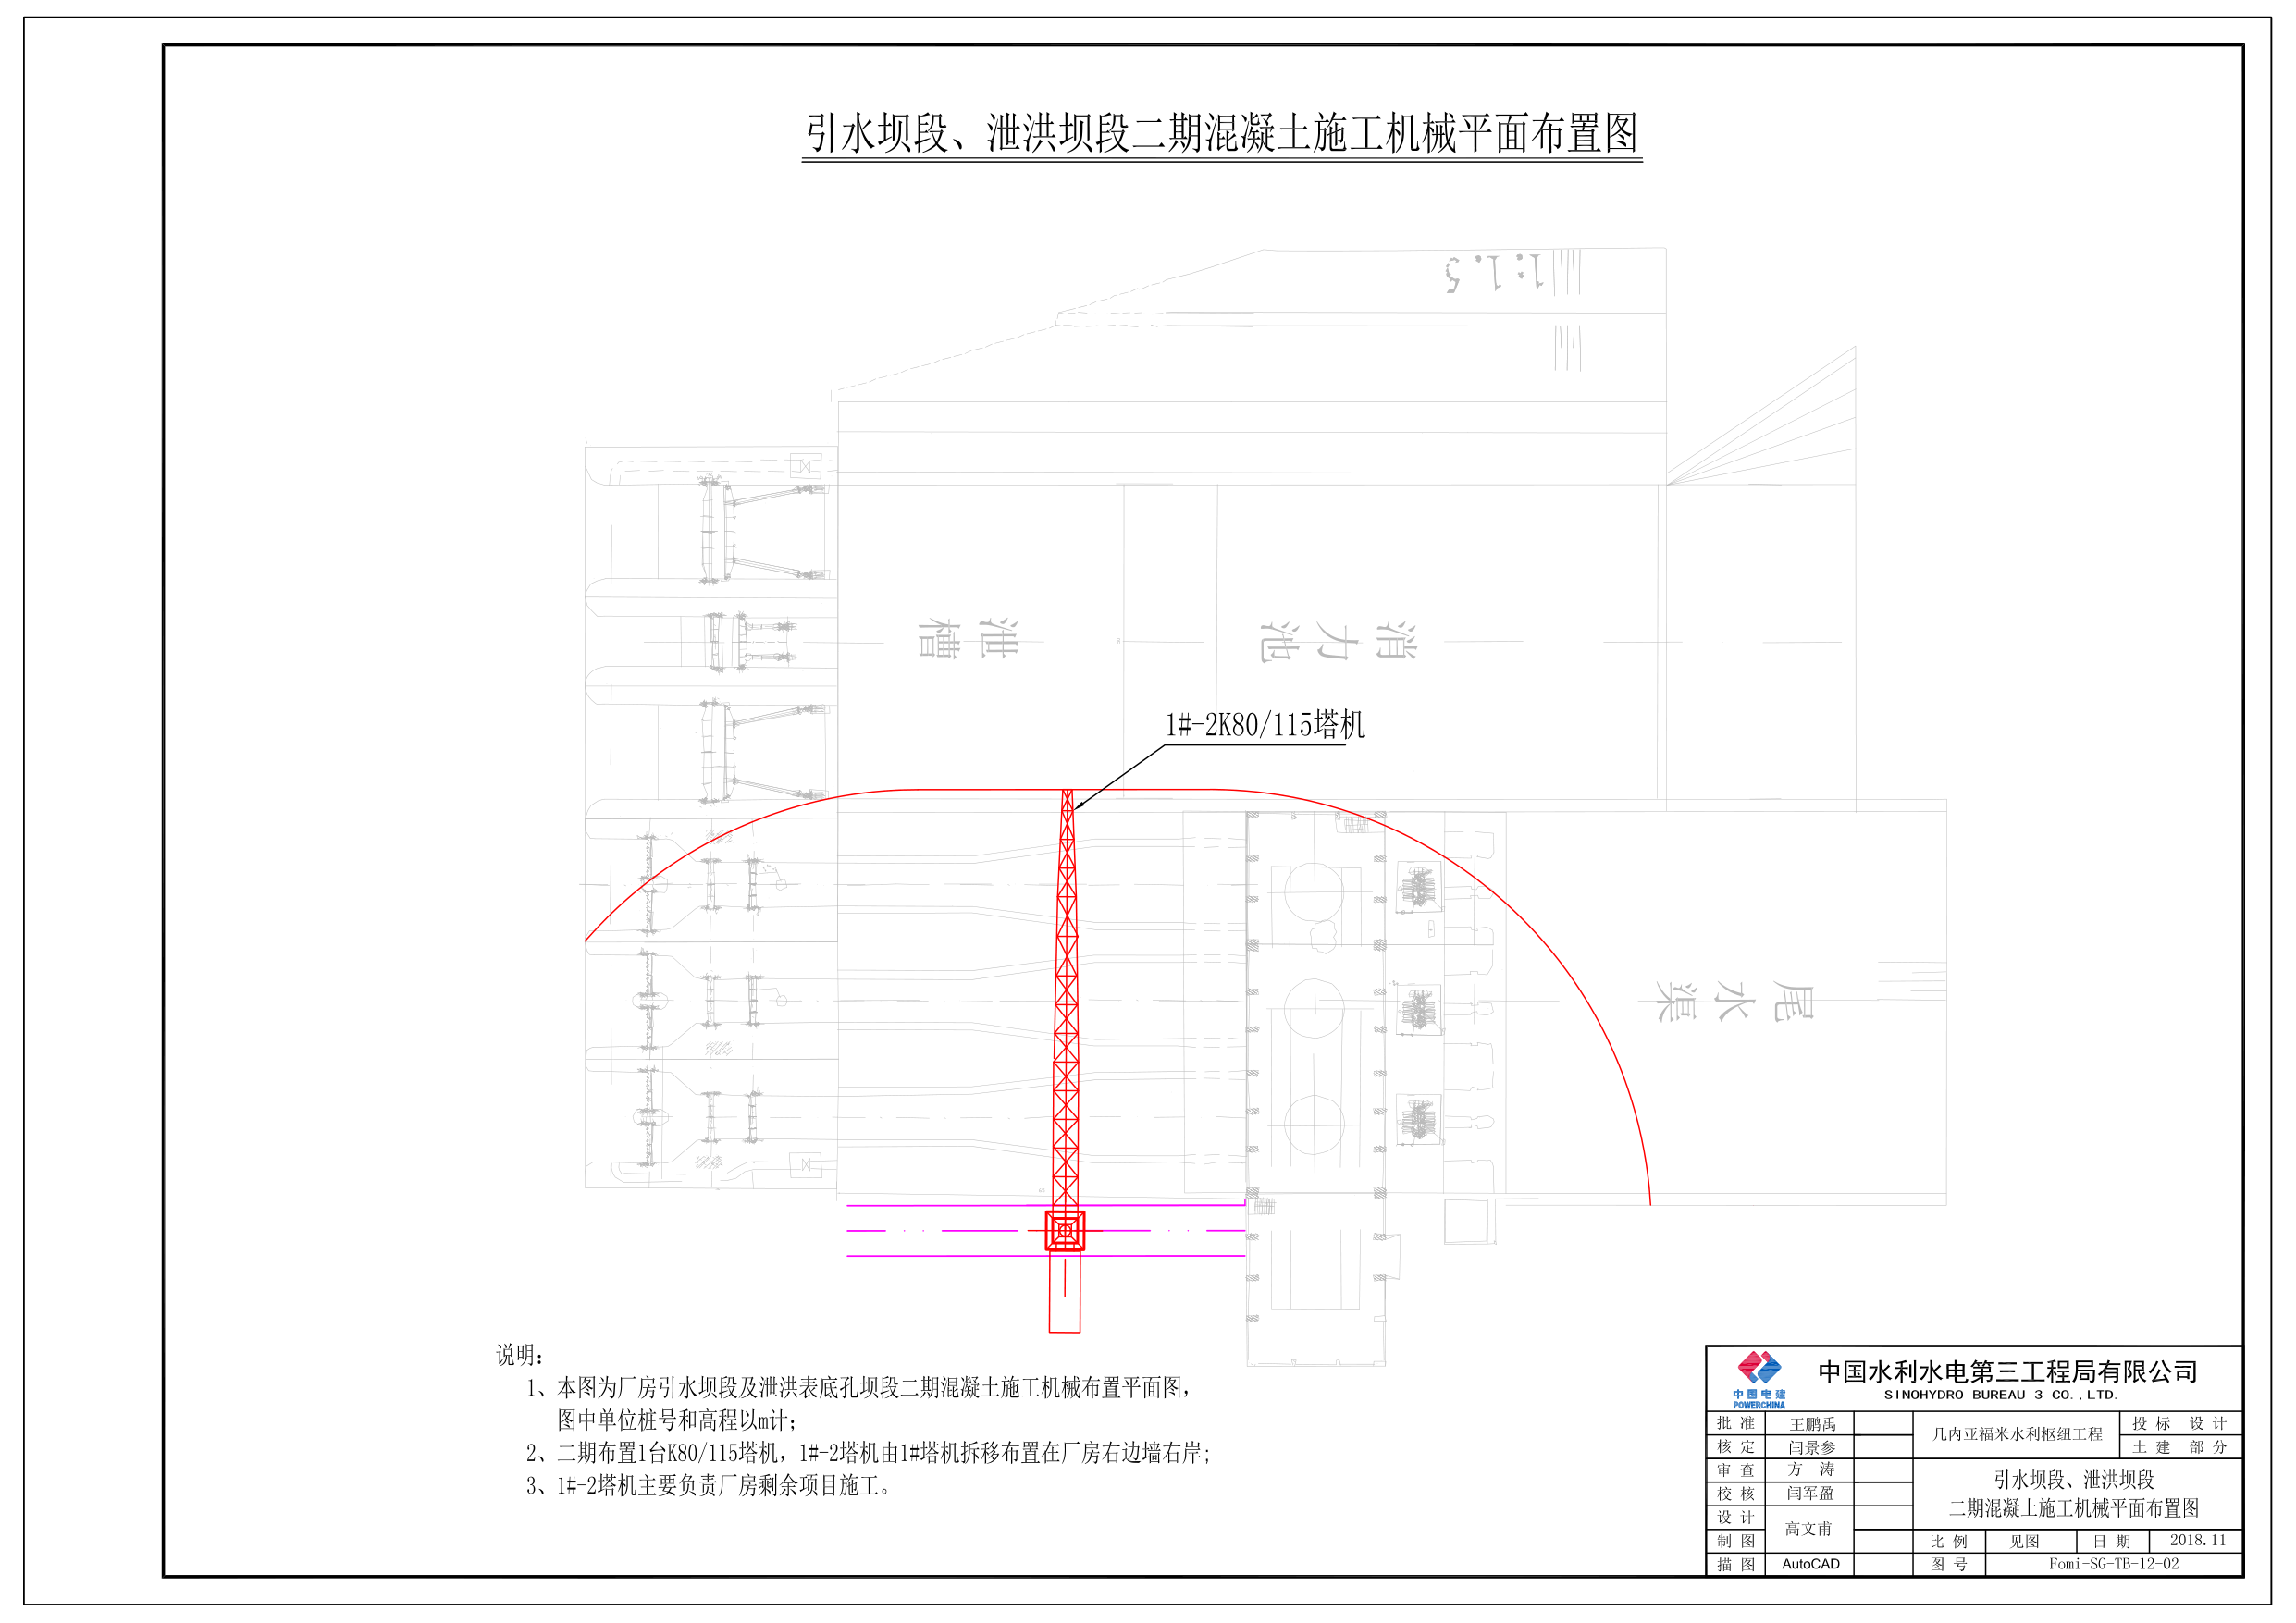 引水坝段、泄洪坝段二期混凝土施工机械平面布置图
1:1.5
泄槽
消力池
1#-2K80/115塔机
尾水渠
说明:
1、本图为厂房引水坝段及泄洪表底孔坝段二期混凝土施工机械布置平面图,
图中单位桩号和高程以m计;
2、二期布置1台K80/115塔机, 1#-2塔机由1#塔机拆移布置在厂房右边墙右岸;
3、1#-2塔机主要负责厂房剩余项目施工。
中国电建
POWERCHINA
中国水利水电第三工程局有限公司
SINOHYDRO BUREAU 3 CO.,LTD.
批准 王鹏禹 几内亚福米水利枢纽工程 投标 设计
核定 闫景参 土建 部分
审查 方涛
校核 闫军盈
引水坝段、泄洪坝段
二期混凝土施工机械平面布置图
设计 高文甫
制图 比例 见图 日期 2018.11
描图 AutoCAD 图号 Fomi-SG-TB-12-02